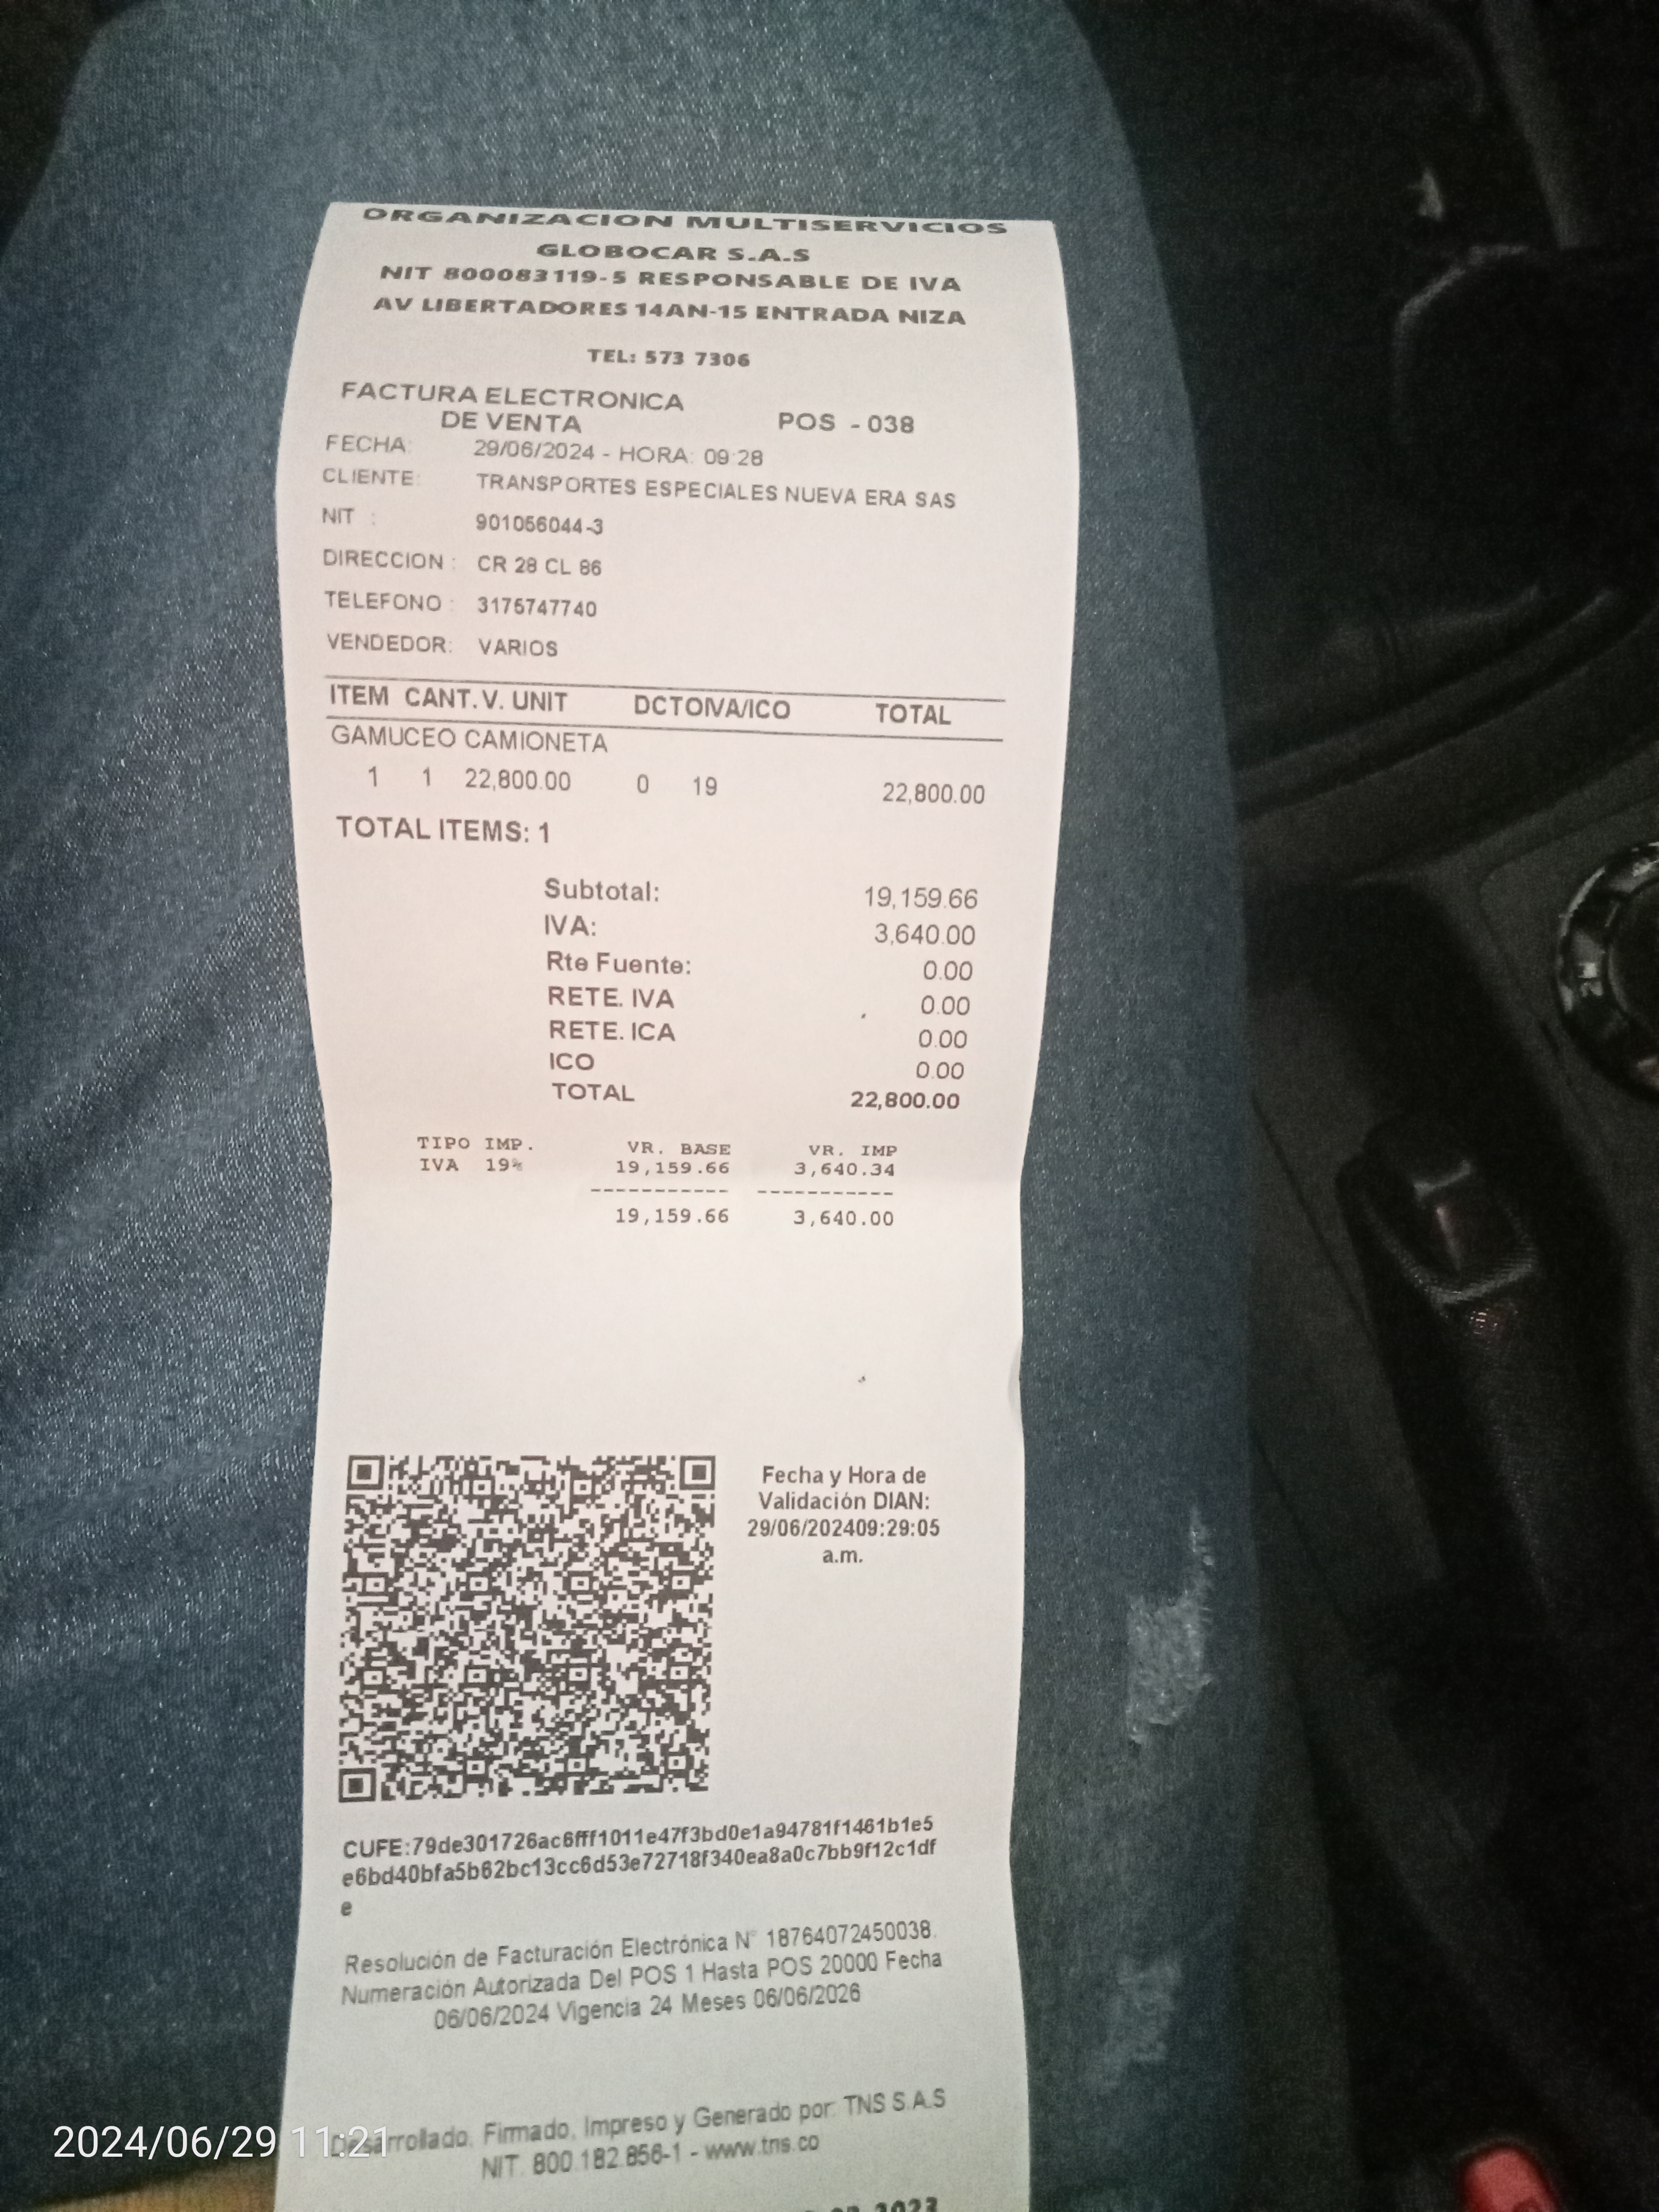 ORGANIZACION MULTISERVICIOS
GLOBOCAR S.A.S
NIT 800083119-5 RESPONSABLE DE IVA
AV LIBERTADORES 14AN-15 ENTRADA NIZA
TEL: 573 7306
FACTURA ELECTRONICA
DE VENTA POS - 038
FECHA: 29/06/2024 - HORA: 09:28
CLIENTE: TRANSPORTES ESPECIALES NUEVA ERA SAS
NIT : 901056044-3
DIRECCION : CR 28 CL 86
TELEFONO : 3175747740
VENDEDOR: VARIOS
ITEM CANT. V. UNIT DCTOIVA/ICO TOTAL
GAMUCEO CAMIONETA
1 1 22,800.00 0 19 22,800.00
TOTAL ITEMS: 1
Subtotal: 19,159.66
IVA: 3,640.00
Rte Fuente: 0.00
RETE. IVA 0.00
RETE. ICA 0.00
ICO 0.00
TOTAL 22,800.00
TIPO IMP. VR. BASE VR. IMP
IVA 19% 19,159.66 3,640.34
----------- -----------
19,159.66 3,640.00
Fecha y Hora de
Validación DIAN:
29/06/202409:29:05
a.m.
CUFE:79de301726ac6fff1011e47f3bd0e1a94781f1461b1e5
e6bd40bfa5b62bc13cc6d53e72718f340ea8a0c7bb9f12c1df
e
Resolución de Facturación Electrónica N° 18764072450038.
Numeración Autorizada Del POS 1 Hasta POS 20000 Fecha
06/06/2024 Vigencia 24 Meses 06/06/2026
Desarrollado, Firmado, Impreso y Generado por: TNS S.A.S
NIT. 800.182.856-1 - www.tns.co
2023
2024/06/29 11:21